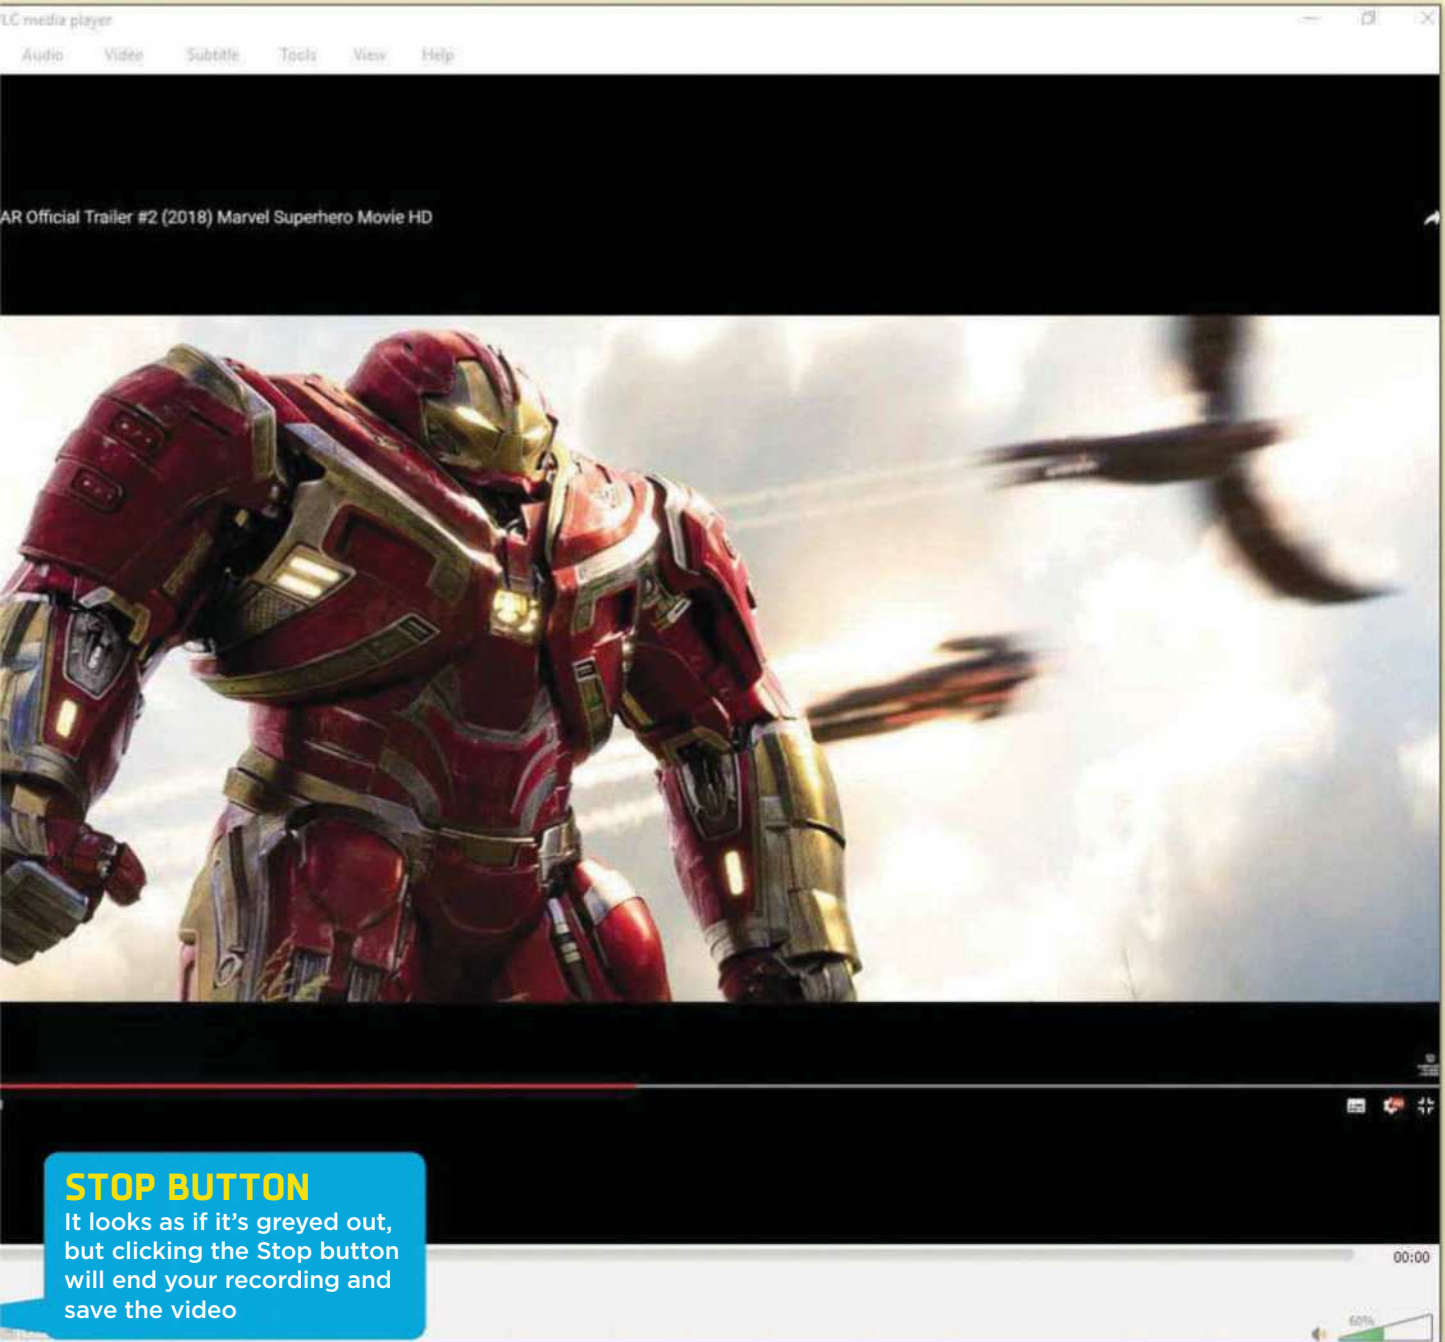 LC media player
Audio Video Subtitle Tools View Help
AR Official Trailer #2 (2018) Marvel Superhero Movie HD
STOP BUTTON
It looks as if it's greyed out,
but clicking the Stop button
will end your recording and
save the video
00:00
60%